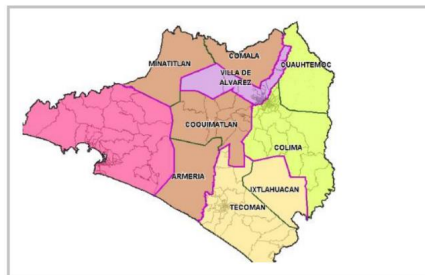 COMALA
MINATITLAN
CUAUHTEMOC
VILLA DE
ALVAREZ
COQUIMATLAN
COLIMA
ARMERIA
IXTLAHUACAN
TECOMAN